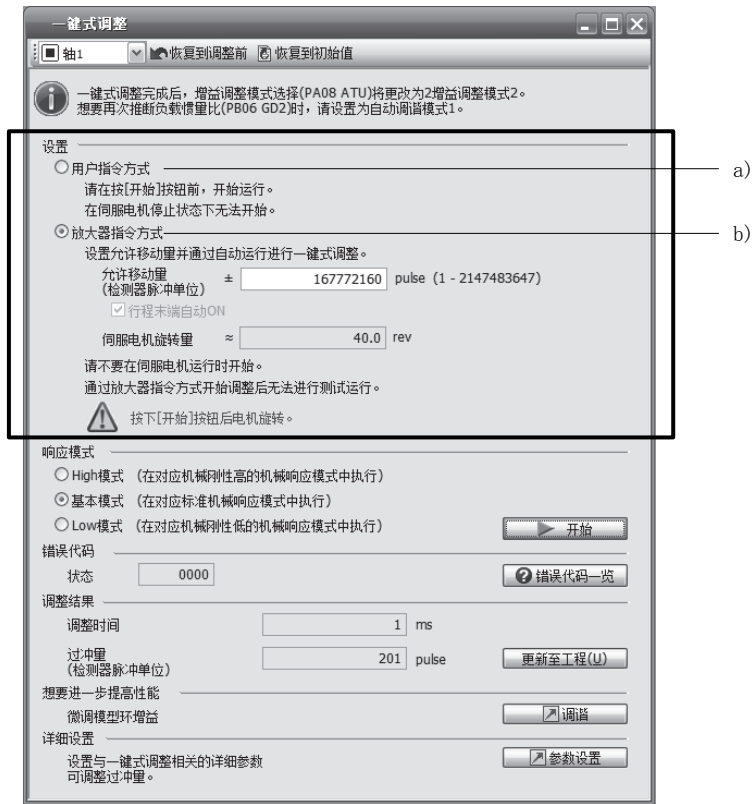 一键式调整
轴1 恢复到调整前 恢复到初始值
一键式调整完成后，增益调整模式选择(PA08 ATU)将更改为2增益调整模式2。
想要再次推断负载惯量比(PB06 GD2)时，请设置为自动调谐模式1。
设置
用户指令方式 a)
请在按[开始]按钮前，开始运行。
在伺服电机停止状态下无法开始。
放大器指令方式 b)
设置允许移动量并通过自动运行进行一键式调整。
允许移动量
(检测器脉冲单位) ± 167772160 pulse (1 - 2147483647)
行程末端自动ON
伺服电机旋转量 ≈ 40.0 rev
请不要在伺服电机运行时开始。
通过放大器指令方式开始调整后无法进行测试运行。
按下[开始]按钮后电机旋转。
响应模式
High模式 (在对应机械刚性高的机械响应模式中执行)
基本模式 (在对应标准机械响应模式中执行)
Low模式 (在对应机械刚性低的机械响应模式中执行) 开始
错误代码
状态 0000 错误代码一览
调整结果
调整时间 1 ms
过冲量
(检测器脉冲单位) 201 pulse 更新至工程(U)
想要进一步提高性能
微调模型环增益 调谐
详细设置
设置与一键式调整相关的详细参数 参数设置
可调整过冲量。